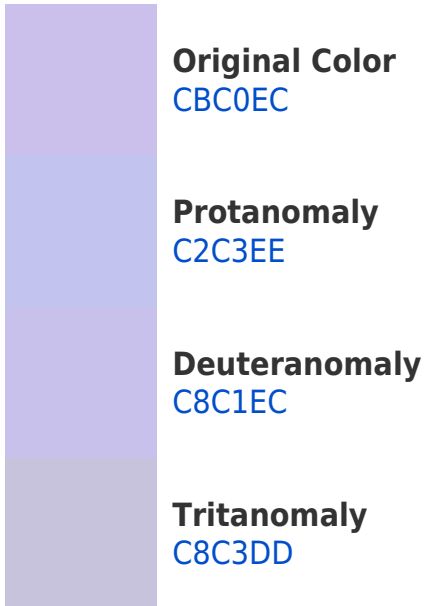 Original Color
CBC0EC
Protanomaly
C2C3EE
Deuteranomaly
C8C1EC
Tritanomaly
C8C3DD